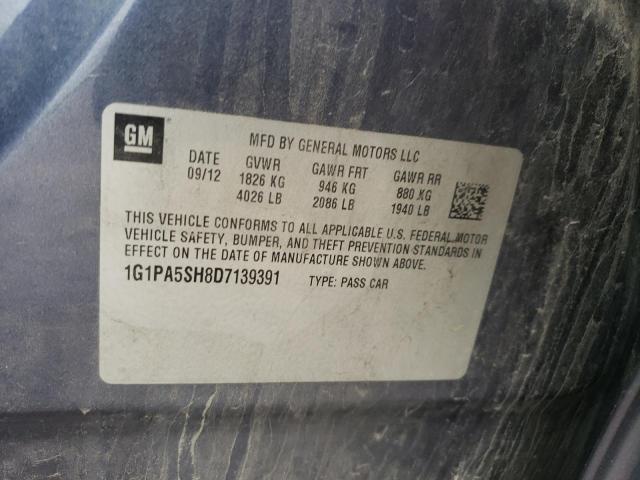 GM
MFD BY GENERAL MOTORS LLC
DATE GVWR GAWR FRT GAWR RR
09/12 1826 KG 946 KG 880 KG
4026 LB 2086 LB 1940 LB
THIS VEHICLE CONFORMS TO ALL APPLICABLE U.S. FEDERAL MOTOR
VEHICLE SAFETY, BUMPER, AND THEFT PREVENTION STANDARDS IN
EFFECT ON THE DATE OF MANUFACTURE SHOWN ABOVE.
1G1PA5SH8D7139391 TYPE: PASS CAR